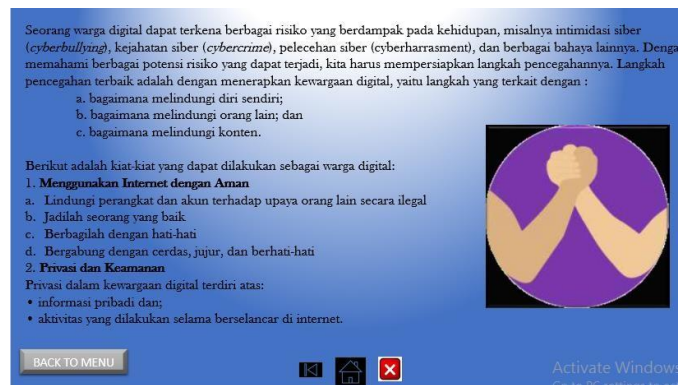 Seorang warga digital dapat terkena berbagai risiko yang berdampak pada kehidupan, misalnya intimidasi siber
(cyberbullying), kejahatan siber (cybercrime), pelecehan siber (cyberharrasment), dan berbagai bahaya lainnya. Denga
memahami berbagai potensi risiko yang dapat terjadi, kita harus mempersiapkan langkah pencegahannya. Langkah
pencegahan terbaik adalah dengan menerapkan kewargaan digital, yaitu langkah yang terkait dengan :
a. bagaimana melindungi diri sendiri;
b. bagaimana melindungi orang lain; dan
c. bagaimana melindungi konten.
Berikut adalah kiat-kiat yang dapat dilakukan sebagai warga digital:
1. Menggunakan Internet dengan Aman
a. Lindungi perangkat dan akun terhadap upaya orang lain secara ilegal
b. Jadilah seorang yang baik
c. Berbagilah dengan hati-hati
d. Bergabung dengan cerdas, jujur, dan berhati-hati
2. Privasi dan Keamanan
Privasi dalam kewargaan digital terdiri atas:
• informasi pribadi dan;
• aktivitas yang dilakukan selama berselancar di internet.
BACK TO MENU
Activate Windows